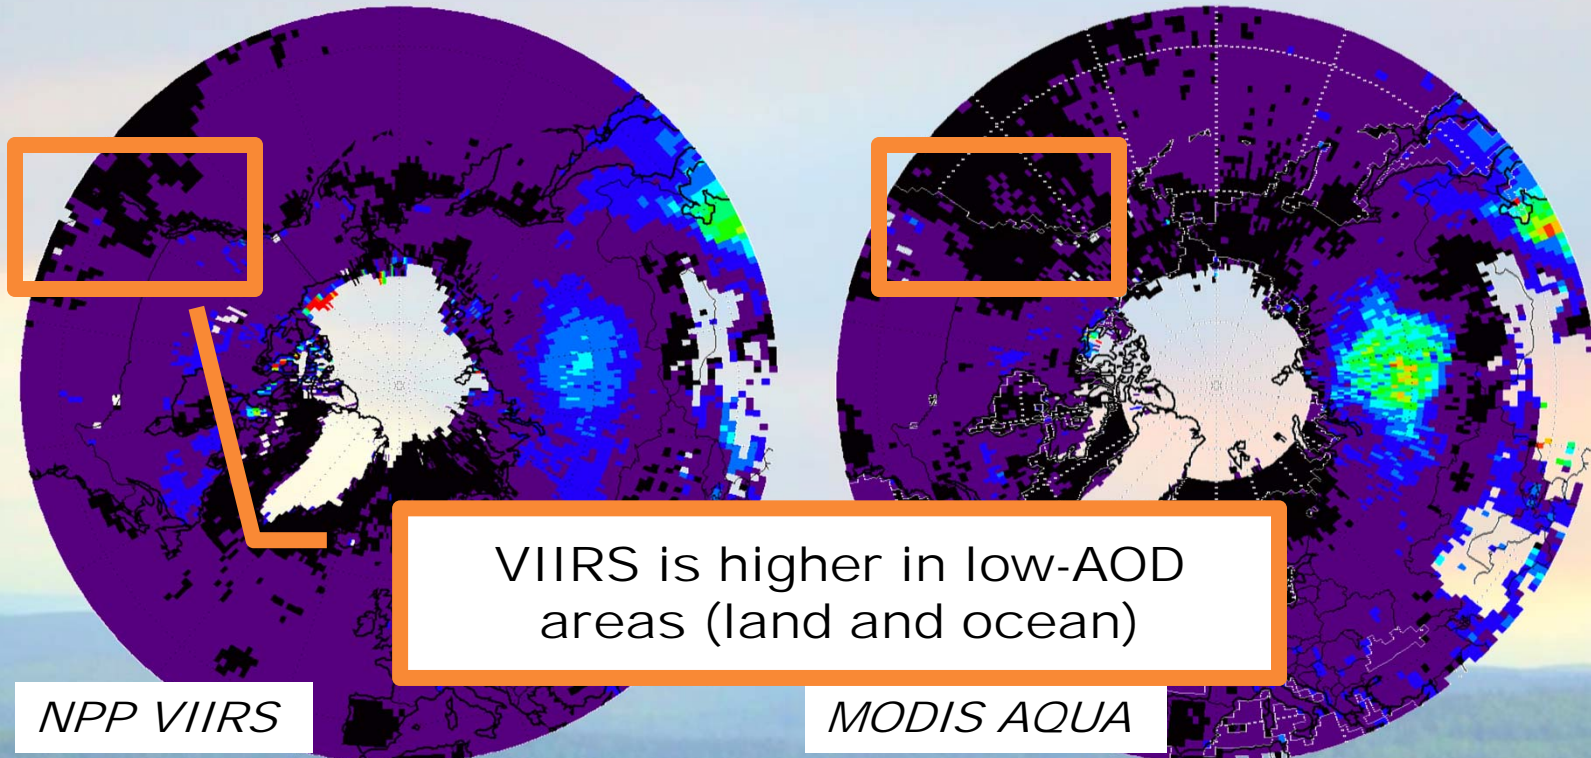 VIIRS is higher in low-AOD
areas (land and ocean)
NPP VIIRS
MODIS AQUA